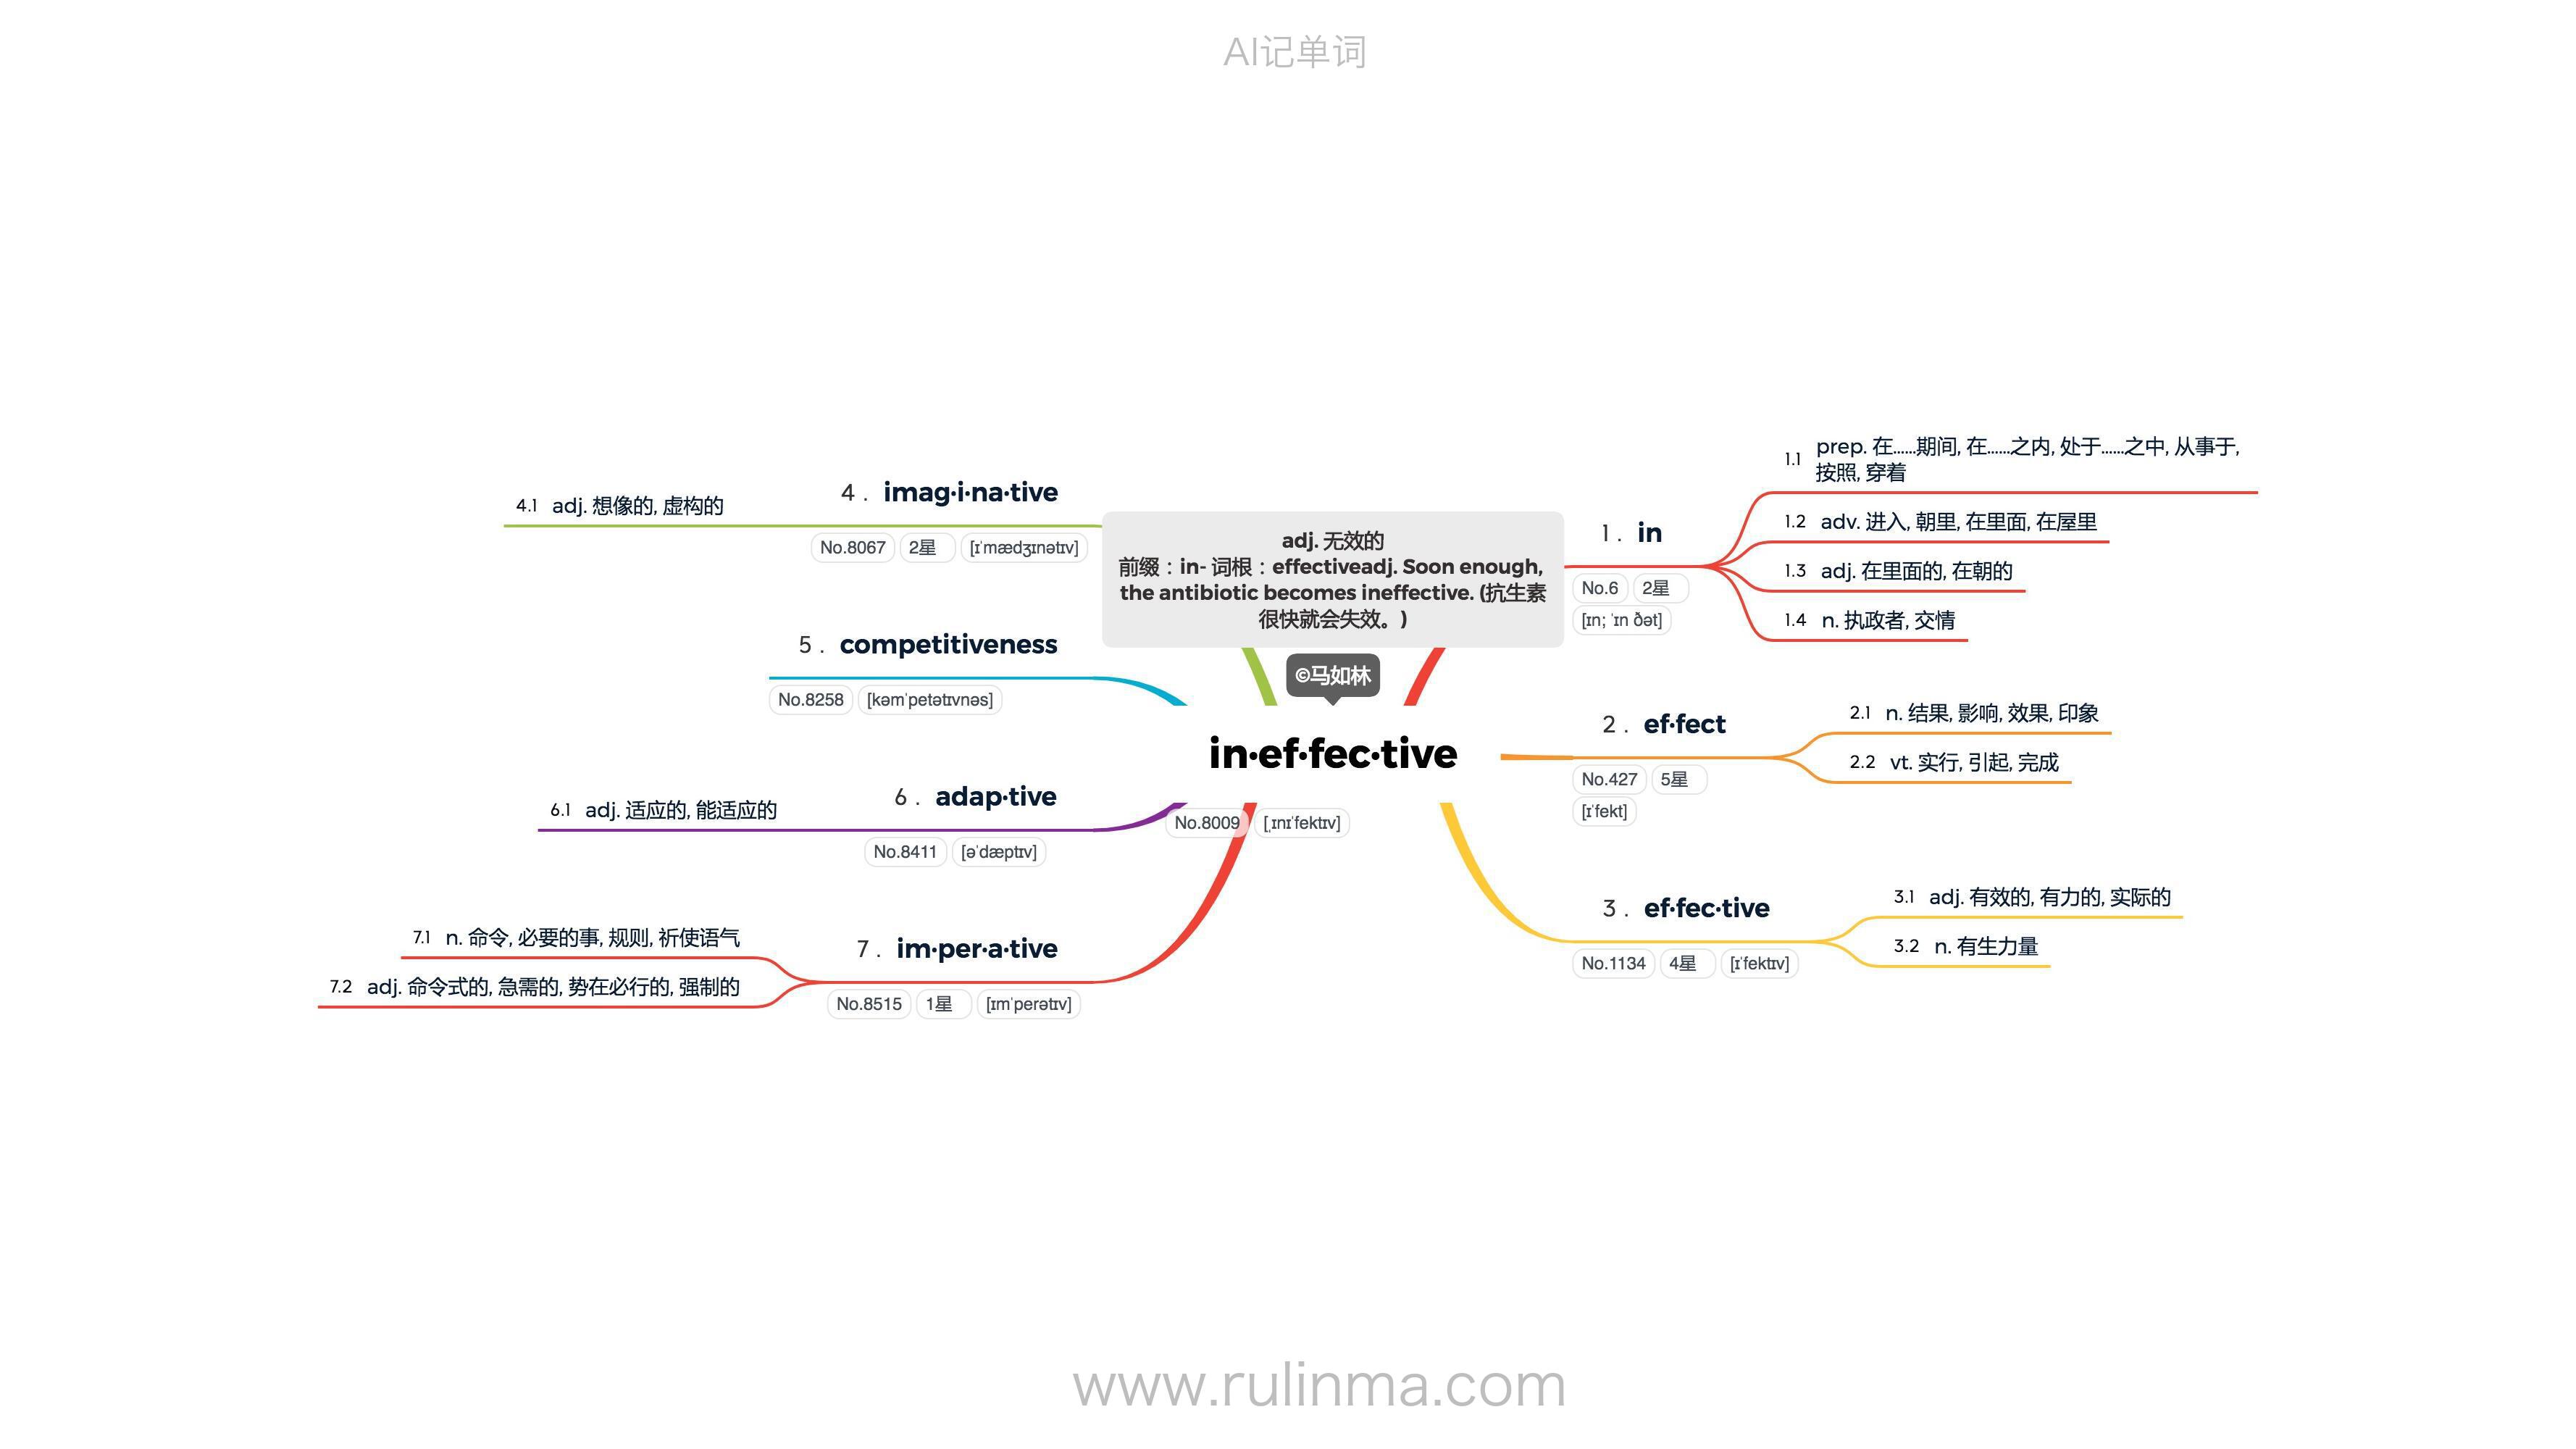 AI记单词
adj. 无效的
前缀：in- 词根：effectiveadj. Soon enough,
the antibiotic becomes ineffective. (抗生素
很快就会失效。)
©马如林
in·ef·fec·tive
No.8009 [ˌɪnɪˈfektɪv]
1. in
No.6 2星
[ɪn; ˈɪn ðət]
1.1 prep. 在……期间, 在……之内, 处于……之中, 从事于,
按照, 穿着
1.2 adv. 进入, 朝里, 在里面, 在屋里
1.3 adj. 在里面的, 在朝的
1.4 n. 执政者, 交情
2. ef·fect
No.427 5星
[ɪˈfekt]
2.1 n. 结果, 影响, 效果, 印象
2.2 vt. 实行, 引起, 完成
3. ef·fec·tive
No.1134 4星 [ɪˈfektɪv]
3.1 adj. 有效的, 有力的, 实际的
3.2 n. 有生力量
4. imag·i·na·tive
No.8067 2星 [ɪˈmædʒɪnətɪv]
4.1 adj. 想像的, 虚构的
5. competitiveness
No.8258 [kəmˈpetətɪvnəs]
6. adap·tive
No.8411 [əˈdæptɪv]
6.1 adj. 适应的, 能适应的
7. im·per·a·tive
No.8515 1星 [ɪmˈperətɪv]
7.1 n. 命令, 必要的事, 规则, 祈使语气
7.2 adj. 命令式的, 急需的, 势在必行的, 强制的
www.rulinma.com